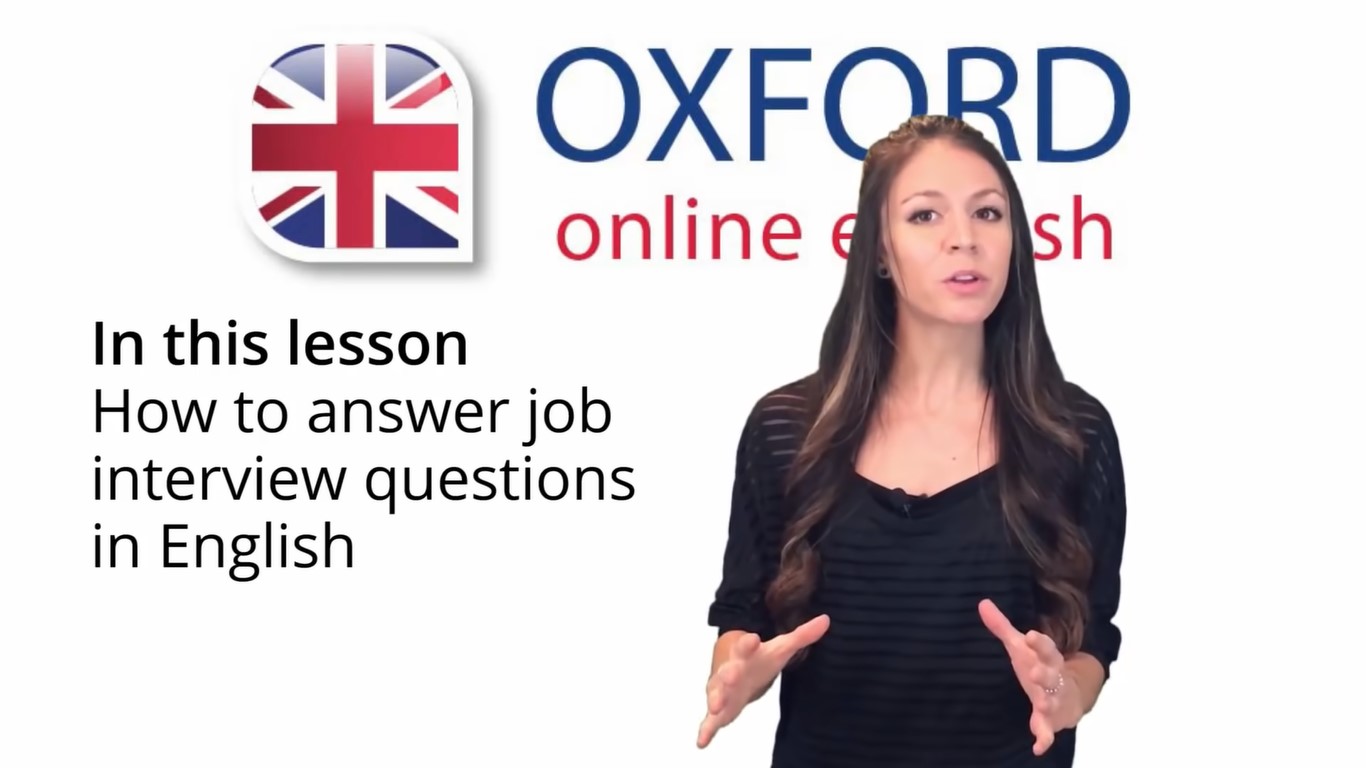 OXFORD
online
In this lesson
How to answer job
interview questions
in English